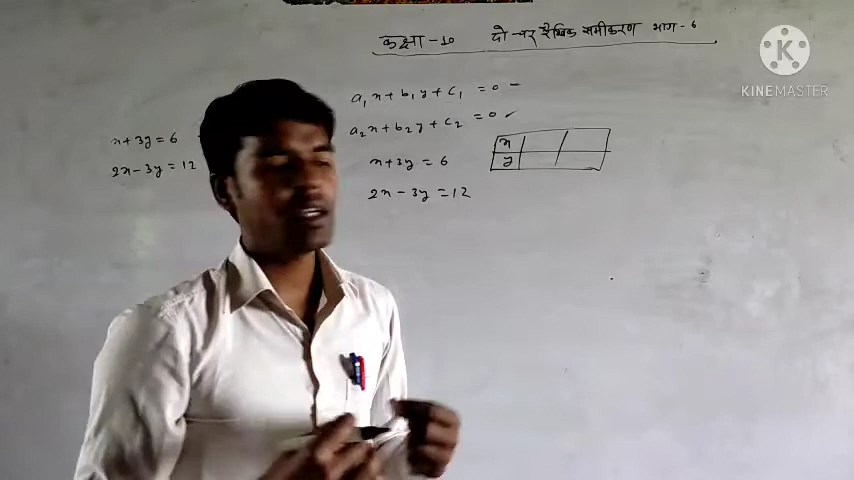 कक्षा - 10 दो चर रैखिक समीकरण भाग - 6
K
KINEMASTER
x + 3y = 6
2x - 3y = 12
a₁x + b₁y + c₁ = 0 -
a₂x + b₂y + c₂ = 0 ✓
x + 3y = 6
2x - 3y = 12
x
y